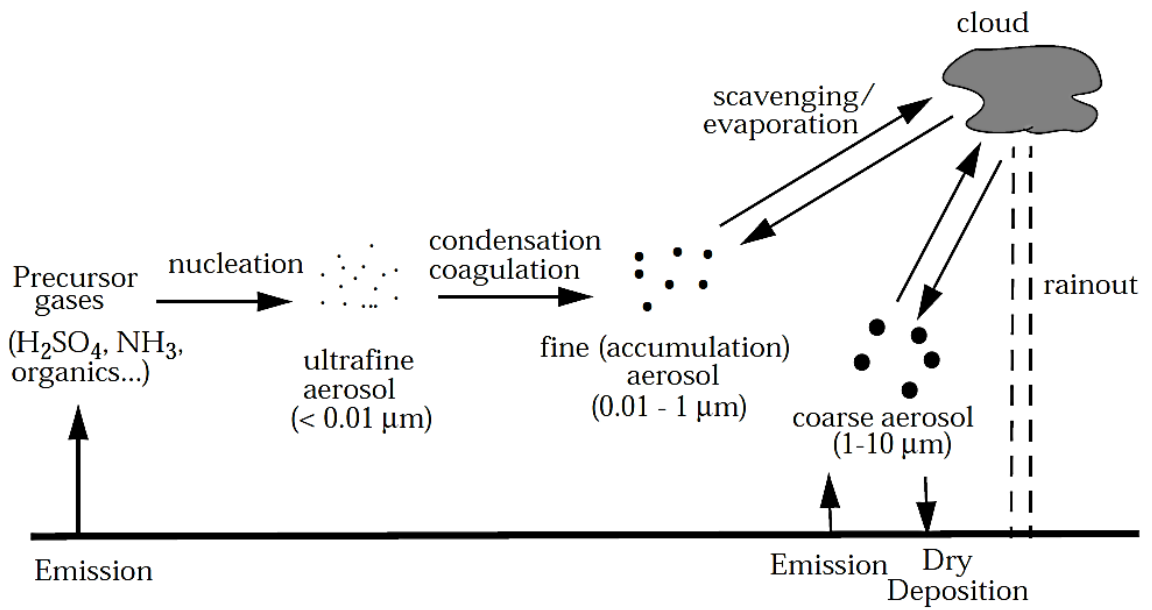 cloud
scavenging/
evaporation
condensation
coagulation
nucleation
Precursor
gases
(H₂SO₄, NH₃,
organics...)
ultrafine
aerosol
(< 0.01 µm)
fine (accumulation)
aerosol
(0.01 - 1 µm)
rainout
coarse aerosol
(1-10 µm)
Emission
Emission
Dry
Deposition